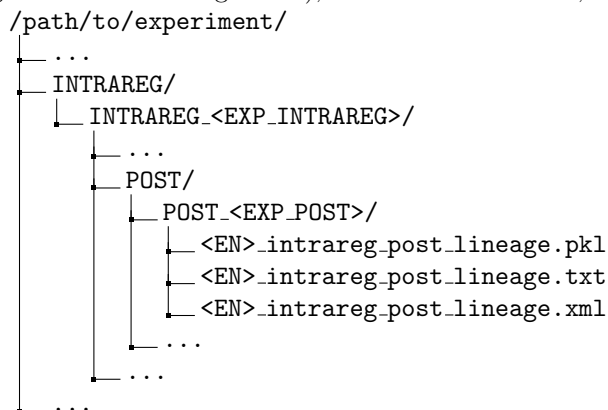 /path/to/experiment/
...
INTRAREG/
INTRAREG_<EXP_INTRAREG>/
...
POST/
POST_<EXP_POST>/
<EN>_intrareg_post_lineage.pkl
<EN>_intrareg_post_lineage.txt
<EN>_intrareg_post_lineage.xml
...
...
...